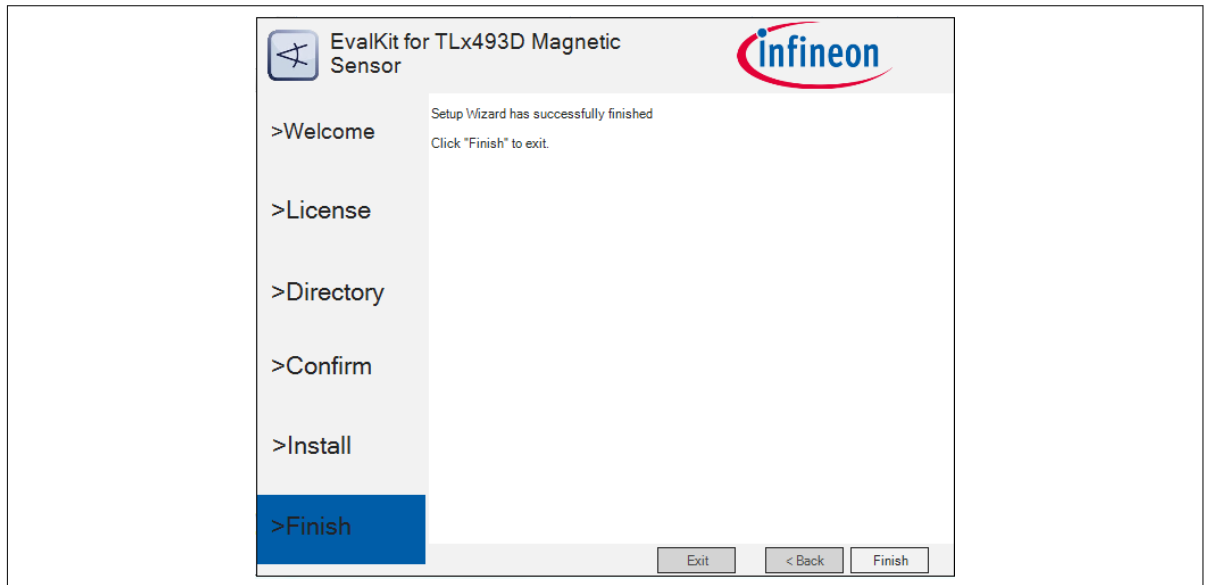 EvalKit for TLx493D Magnetic
Sensor
infineon
>Welcome
Setup Wizard has successfully finished
Click "Finish" to exit.
>License
>Directory
>Confirm
>Install
>Finish
Exit
< Back
Finish